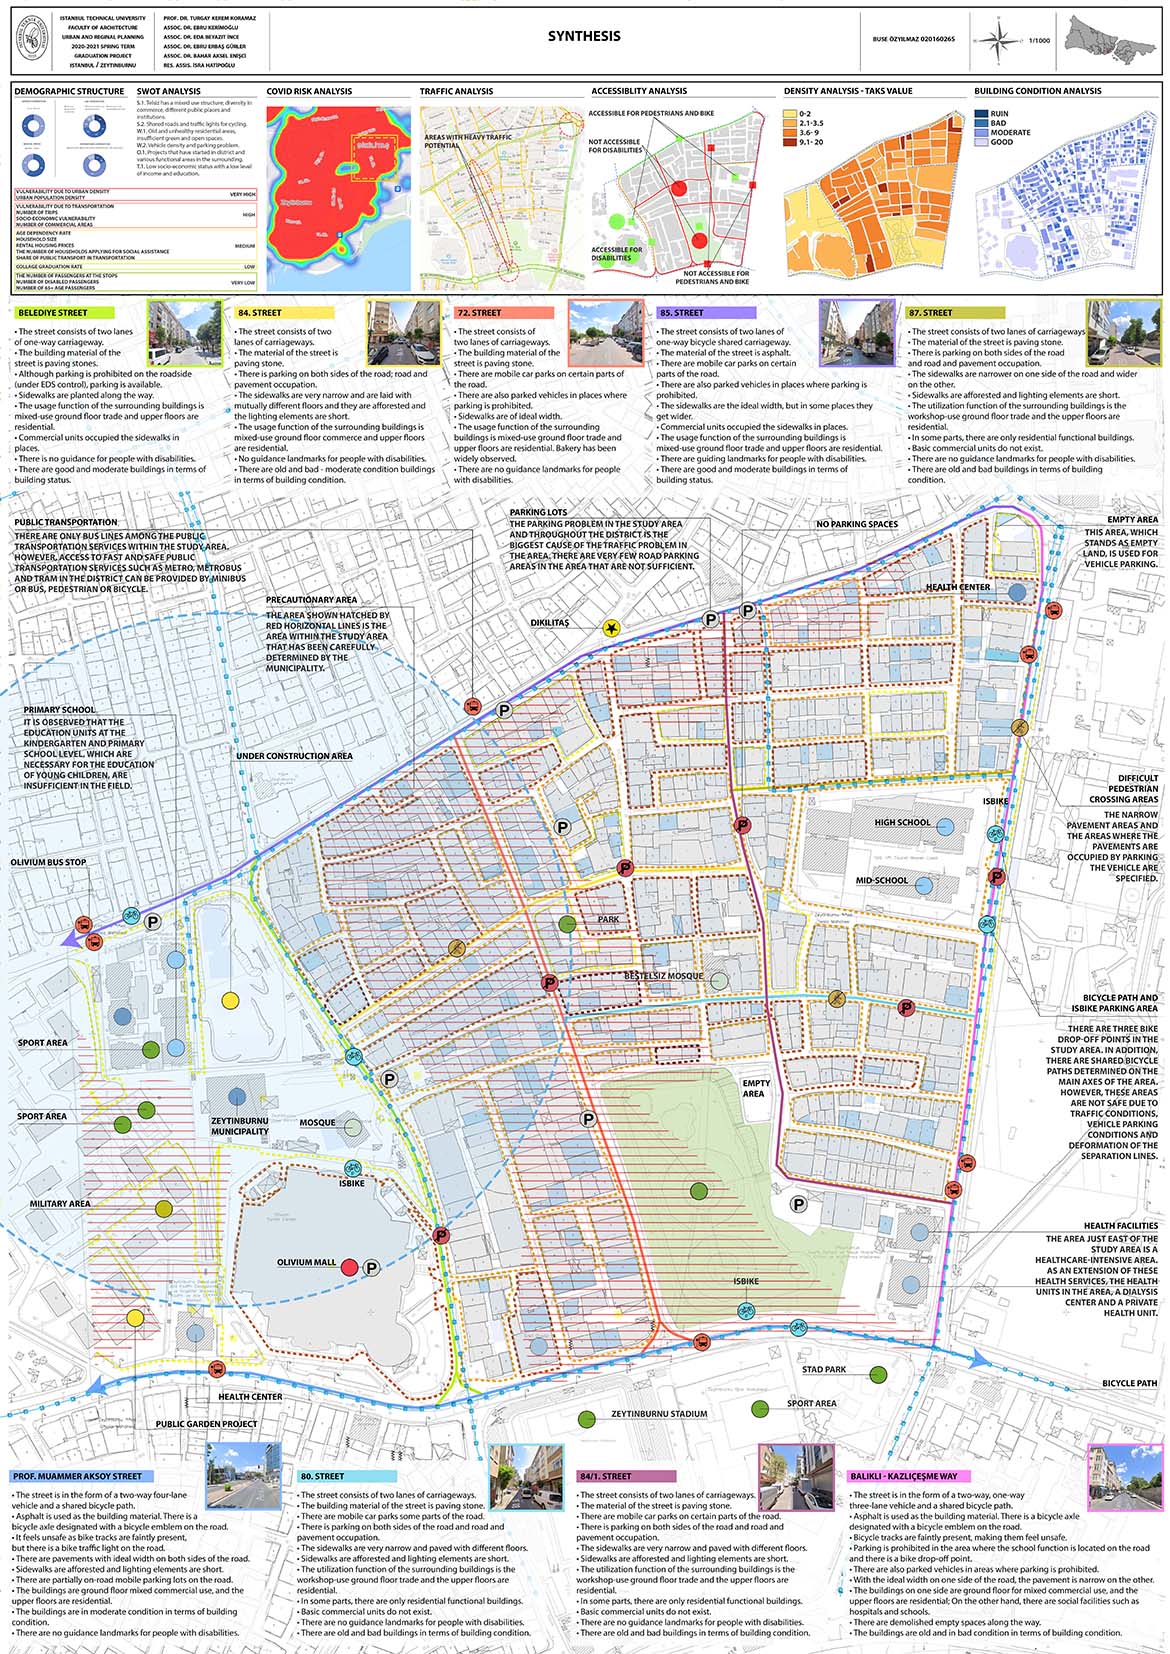 ISTANBUL TECHNICAL UNIVERSITY
FACULTY OF ARCHITECTURE
URBAN AND REGINAL PLANNING
2020-2021 SPRING TERM
GRADUATION PROJECT
ISTANBUL / ZEYTINBURNU
PROF. DR. TURGAY KEREM KORAMAZ
ASSOC. DR. EBRU KERİMOĞLU
ASSOC. DR. EDA BEYAZIT İNCE
ASSOC. DR. EBRU ERBAŞ GÜRLER
ASSOC. DR. BAHAR AKSEL ENŞİCİ
RES. ASSIS. İSRA HATİPOĞLU
SYNTHESIS
BUSE ÖZYILMAZ 020160265
1/1000
DEMOGRAPHIC STRUCTURE
SWOT ANALYSIS
S.1. Telsiz has a mixed use structure; diversity in
commerce, different public places and
institutions.
S.2. Shared roads and traffic lights for cycling.
W.1. Old and unhealthy residential areas,
insufficient green and open spaces.
W.2. Vehicle density and parking problem.
O.1. Projects that have started in district and
various functional areas in the surrounding.
T.1. Low socio-economic status with a low level
of income and education.
VULNERABILITY DUE TO URBAN DENSITY
URBAN POPULATION DENSITY
VERY HIGH
VULNERABILITY DUE TO TRANSPORTATION
NUMBER OF TRIPS
SOCIO-ECONOMIC VULNERABILITY
NUMBER OF COMMERCIAL AREAS
HIGH
AGE DEPENDENCY RATE
HOUSEHOLD SIZE
RENTAL HOUSING PRICES
THE NUMBER OF HOUSEHOLDS APPLYING FOR SOCIAL ASSISTANCE
SHARE OF PUBLIC TRANSPORT IN TRANSPORTATION
MEDIUM
COLLAGE GRADUATION RATE
LOW
THE NUMBER OF PASSENGERS AT THE STOPS
NUMBER OF DISABLED PASSENGERS
NUMBER OF 65+ AGE PASSENGERS
VERY LOW
COVID RISK ANALYSIS
Zeytinburnu
TRAFFIC ANALYSIS
AREAS WITH HEAVY TRAFFIC
POTENTIAL
ACCESSIBLITY ANALYSIS
ACCESSIBLE FOR PEDESTRIANS AND BIKE
NOT ACCESSIBLE
FOR DISABILITIES
ACCESSIBLE FOR
DISABILITIES
NOT ACCESSIBLE FOR
PEDESTRIANS AND BIKE
DENSITY ANALYSIS - TAKS VALUE
0-2
2.1-3.5
3.6- 9
9.1- 20
BUILDING CONDITION ANALYSIS
RUIN
BAD
MODERATE
GOOD
BELEDIYE STREET
• The street consists of two lanes
of one-way carriageway.
• The building material of the
street is paving stone.
• Although parking is prohibited on the roadside
(under EDS control), parking is available.
• Sidewalks are planted along the way.
• The usage function of the surrounding buildings is
mixed-use ground floor trade and upper floors are
residential.
• Commercial units occupied the sidewalks in
places.
• There is no guidance for people with disabilities.
• There are good and moderate buildings in terms of
building status.
84. STREET
• The street consists of two
lanes of carriageways.
• The material of the street is
paving stone.
• There is parking on both sides of the road; road and
pavement occupation.
• The sidewalks are very narrow and are laid with
mutually different floors and they are afforested and
the lighting elements are short.
• The usage function of the surrounding buildings is
mixed-use ground floor commerce and upper floors
are residential.
• No guidance landmarks for people with disabilities.
• There are old and bad - moderate condition buildings
in terms of building condition.
72. STREET
• The street consists of
two lanes of carriageways.
• The building material of the
street is paving stone.
• There are mobile car parks on certain parts of
the road.
• There are also parked vehicles in places where
parking is prohibited.
• Sidewalks are of ideal width.
• The usage function of the surrounding
buildings is mixed-use ground floor trade and
upper floors are residential. Bakery has been
widely observed.
• There are no guidance landmarks for people
with disabilities.
85. STREET
• The street consists of two lanes of
one-way bicycle shared carriageway.
• The material of the street is asphalt.
• There are mobile car parks on certain
parts of the road.
• There are also parked vehicles in places where parking is
prohibited.
• The sidewalks are the ideal width, but in some places they
get wider.
• Commercial units occupied the sidewalks in places.
• The usage function of the surrounding buildings is
mixed-use ground floor trade and upper floors are residential.
• There are guiding landmarks for people with disabilities.
• There are good and moderate buildings in terms of
building status.
87. STREET
• The street consists of two lanes of carriageways
• The material of the street is paving stone.
• There is parking on both sides of the road
and road and pavement occupation.
• The sidewalks are narrower on one side of the road and wider
on the other.
• Sidewalks are afforested and lighting elements are short.
• The utilization function of the surrounding buildings is the
workshop-use ground floor trade and the upper floors are
residential.
• In some parts, there are only residential functional buildings.
• Basic commercial units do not exist.
• There are no guidance landmarks for people with disabilities.
• There are old and bad buildings in terms of building
condition.
PUBLIC TRANSPORTATION
THERE ARE ONLY BUS LINES AMONG THE PUBLIC
TRANSPORTATION SERVICES WITHIN THE STUDY AREA.
HOWEVER, ACCESS TO FAST AND SAFE PUBLIC
TRANSPORTATION SERVICES SUCH AS METRO, METROBUS
AND TRAM IN THE DISTRICT CAN BE PROVIDED BY MINIBUS
OR BUS, PEDESTRIAN OR BICYCLE.
PARKING LOTS
THE PARKING PROBLEM IN THE STUDY AREA
AND THROUGHOUT THE DISTRICT IS THE
BIGGEST CAUSE OF THE TRAFFIC PROBLEM IN
THE AREA, THERE ARE VERY FEW ROAD PARKING
AREAS IN THE AREA THAT ARE NOT SUFFICIENT.
NO PARKING SPACES
EMPTY AREA
THIS AREA, WHICH
STANDS AS EMPTY
LAND, IS USED FOR
VEHICLE PARKING.
HEALTH CENTER
PRECAUTIONARY AREA
THE AREA SHOWN HATCHED BY
RED HORIZONTAL LINES IS THE
AREA WITHIN THE STUDY AREA
THAT HAS BEEN CAREFULLY
DETERMINED BY THE
MUNICIPALITY.
DIKILITAŞ
P
P
P
PRIMARY SCHOOL
IT IS OBSERVED THAT THE
EDUCATION UNITS AT THE
KINDERGARTEN AND PRIMARY
SCHOOL LEVEL, WHICH ARE
NECESSARY FOR THE EDUCATION
OF YOUNG CHILDREN, ARE
INSUFFICIENT IN THE FIELD.
UNDER CONSTRUCTION AREA
DIFFICULT
PEDESTRIAN
CROSSING AREAS
THE NARROW
PAVEMENT AREAS AND
THE AREAS WHERE THE
PAVEMENTS ARE
OCCUPIED BY PARKING
THE VEHICLE ARE
SPECIFIED.
ISBIKE
HIGH SCHOOL
MID-SCHOOL
P
P
P
P
OLIVIUM BUS STOP
P
PARK
BESTELSIZ MOSQUE
P
P
BICYCLE PATH AND
ISBIKE PARKING AREA
THERE ARE THREE BIKE
DROP-OFF POINTS IN THE
STUDY AREA. IN ADDITION,
THERE ARE SHARED BICYCLE
PATHS DETERMINED ON THE
MAIN AXES OF THE AREA.
HOWEVER, THESE AREAS
ARE NOT SAFE DUE TO
TRAFFIC CONDITIONS,
VEHICLE PARKING
CONDITIONS AND
DEFORMATION OF THE
SEPARATION LINES.
SPORT AREA
SPORT AREA
P
EMPTY
AREA
P
ZEYTINBURNU
MUNICIPALITY
MOSQUE
ISBIKE
MILITARY AREA
P
P
OLIVIUM MALL
P
HEALTH FACILITIES
THE AREA JUST EAST OF THE
STUDY AREA IS A
HEALTHCARE-INTENSIVE AREA.
AS AN EXTENSION OF THESE
HEALTH SERVICES, THE HEALTH
UNITS IN THE AREA, A DIALYSIS
CENTER AND A PRIVATE
HEALTH UNIT.
ISBIKE
STAD PARK
BICYCLE PATH
HEALTH CENTER
PUBLIC GARDEN PROJECT
ZEYTINBURNU STADIUM
SPORT AREA
PROF. MUAMMER AKSOY STREET
• The street is in the form of a two-way four-lane
vehicle and a shared bicycle path.
• Asphalt is used as the building material. There is a
bicycle axle designated with a bicycle emblem on the road.
• It feels unsafe as bike tracks are faintly present,
but there is a bike traffic light on the road.
• There are pavements with ideal width on both sides of the road.
• Sidewalks are afforested and lighting elements are short.
• There are partially on-road mobile parking lots on the road.
• The buildings are ground floor mixed commercial use, and the
upper floors are residential.
• The buildings are in moderate condition in terms of building
condition.
• There are no guidance landmarks for people with disabilities.
80. STREET
• The street consists of two lanes of carriageways.
• The building material of the street is paving stone.
• There are mobile car parks some parts of the road.
• There is parking on both sides of the road and road and
pavement occupation.
• The sidewalks are very narrow and paved with different floors.
• Sidewalks are afforested and lighting elements are short.
• The utilization function of the surrounding buildings is the
workshop-use ground floor trade and the upper floors are
residential.
• In some parts, there are only residential functional buildings.
• Basic commercial units do not exist.
• There are no guidance landmarks for people with disabilities.
• There are old and bad buildings in terms of building condition.
84/1. STREET
• The street consists of two lanes of carriageways.
• The material of the street is paving stone.
• There are mobile car parks on certain parts of the road.
• There is parking on both sides of the road and road and
pavement occupation.
• The sidewalks are very narrow and paved with different floors.
• Sidewalks are afforested and lighting elements are short.
• The utilization function of the surrounding buildings is the
workshop-use ground floor trade and the upper floors are
residential.
• In some parts, there are only residential functional buildings.
• Basic commercial units do not exist.
• There are no guidance landmarks for people with disabilities.
• There are old and bad buildings in terms of building condition.
BALIKLI - KAZLIÇEŞME WAY
• The street is in the form of a two-way, one-way
three-lane vehicle and a shared bicycle path.
• Asphalt is used as the building material. There is a bicycle axle
designated with a bicycle emblem on the road.
• Bicycle tracks are faintly present, making them feel unsafe.
• Parking is prohibited in the area where the school function is located on the road
and there is a bike drop-off point.
• There are also parked vehicles in areas where parking is prohibited.
• With the ideal width on one side of the road, the pavement is narrow on the other.
• The buildings on one side are ground floor for mixed commercial use, and the
upper floors are residential; On the other hand, there are social facilities such as
hospitals and schools.
• There are demolished empty spaces along the way.
• The buildings are old and in bad condition in terms of building condition.